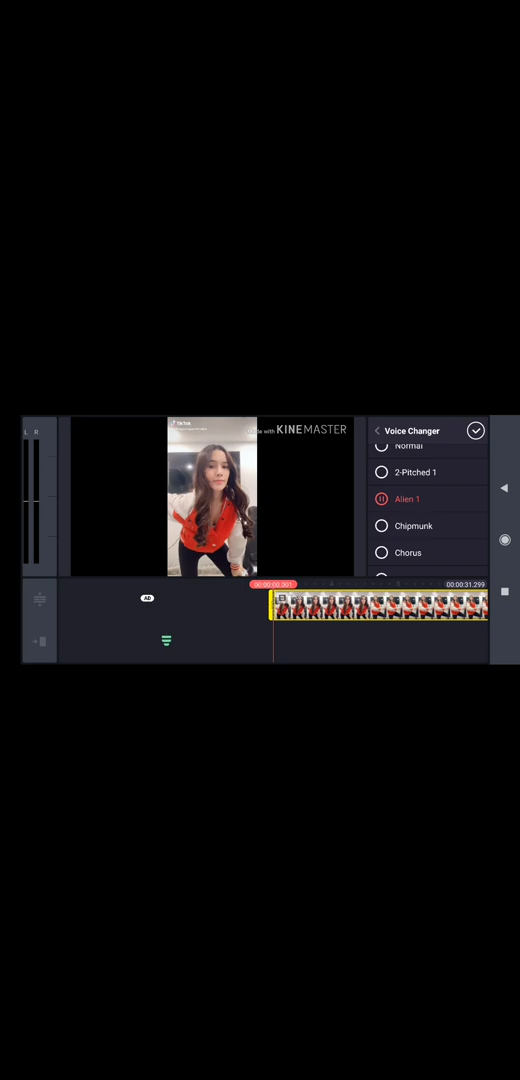 L R
TikTok
de with KINEMASTER
Voice Changer
Normal
2-Pitched 1
Alien 1
Chipmunk
Chorus
00:00:00.001
00:00:31.299
AD